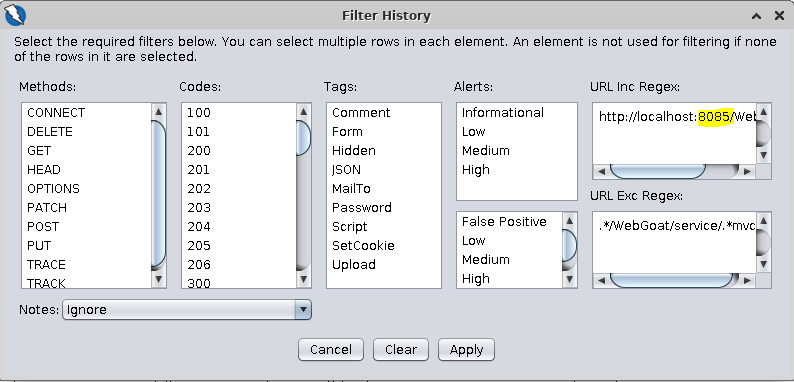 Filter History
Select the required filters below. You can select multiple rows in each element. An element is not used for filtering if none
of the rows in it are selected.
Methods:
CONNECT
DELETE
GET
HEAD
OPTIONS
PATCH
POST
PUT
TRACE
TRACK
Codes:
100
101
200
201
202
203
204
205
206
300
Tags:
Comment
Form
Hidden
JSON
MailTo
Password
Script
SetCookie
Upload
Alerts:
Informational
Low
Medium
High
False Positive
Low
Medium
High
URL Inc Regex:
http://localhost:8085/Web
URL Exc Regex:
.*/WebGoat/service/.*mvc
Notes: Ignore
Cancel Clear Apply